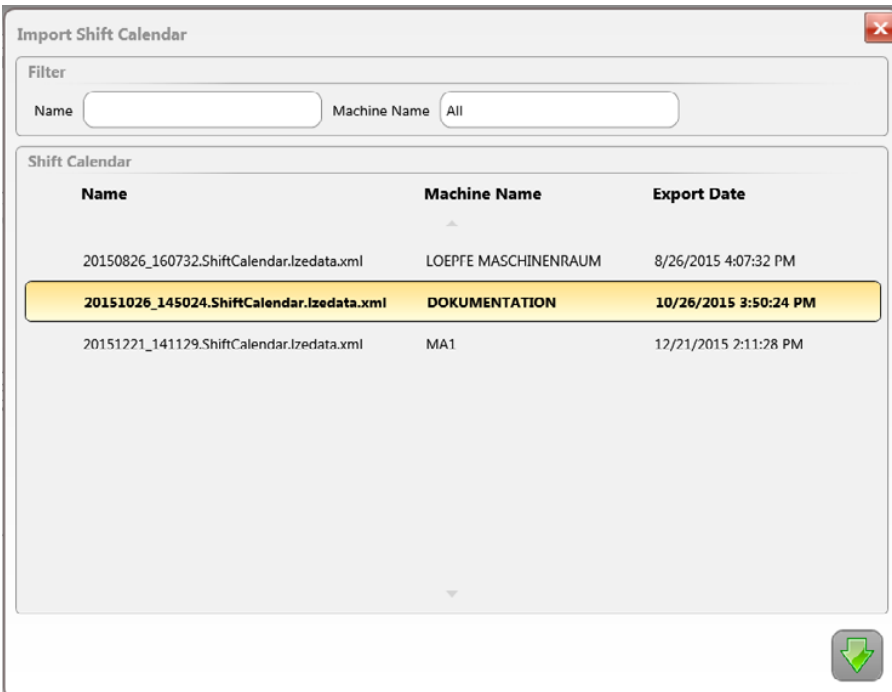 Import Shift Calendar
Filter
Name Machine Name All
Shift Calendar
Name Machine Name Export Date
20150826_160732.ShiftCalendar.lzedata.xml LOEPFE MASCHINENRAUM 8/26/2015 4:07:32 PM
20151026_145024.ShiftCalendar.lzedata.xml DOKUMENTATION 10/26/2015 3:50:24 PM
20151221_141129.ShiftCalendar.lzedata.xml MA1 12/21/2015 2:11:28 PM